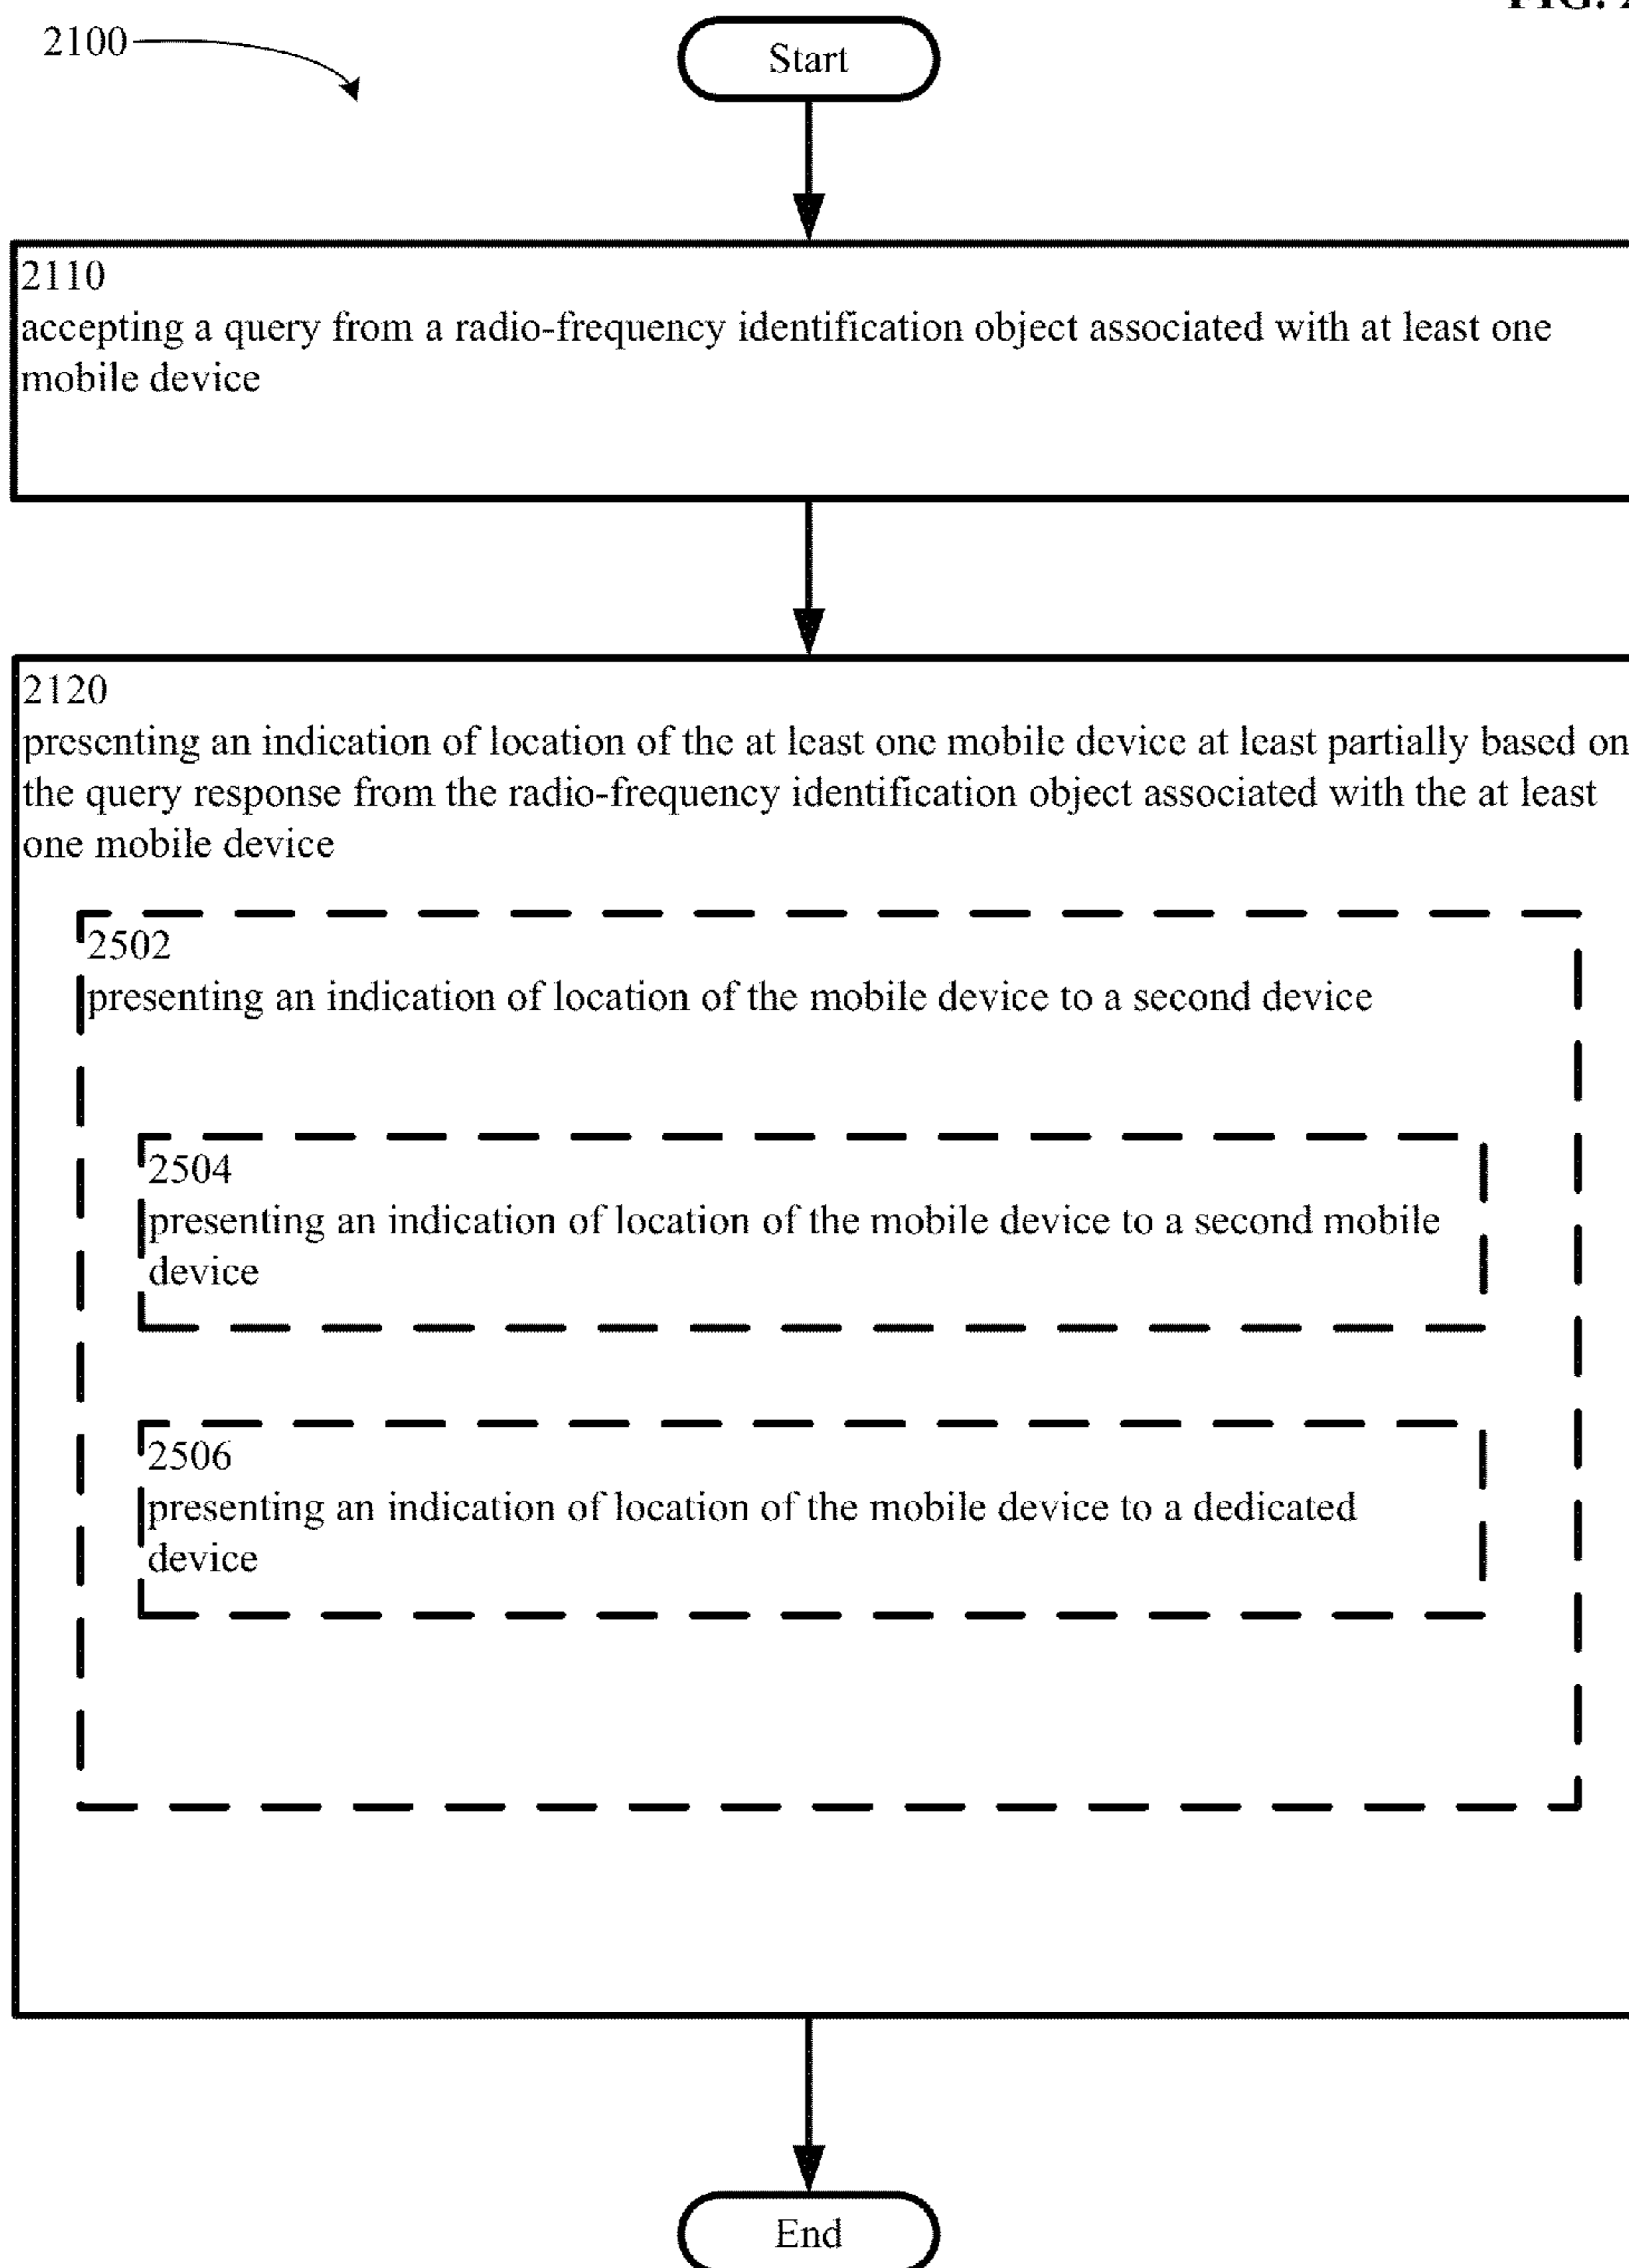 2100
Start
2110
accepting a query from a radio-frequency identification object associated with at least one
mobile device
2120
presenting an indication of location of the at least one mobile device at least partially based on
the query response from the radio-frequency identification object associated with the at least
one mobile device
2502
presenting an indication of location of the mobile device to a second device
2504
presenting an indication of location of the mobile device to a second mobile
device
2506
presenting an indication of location of the mobile device to a dedicated
device
End